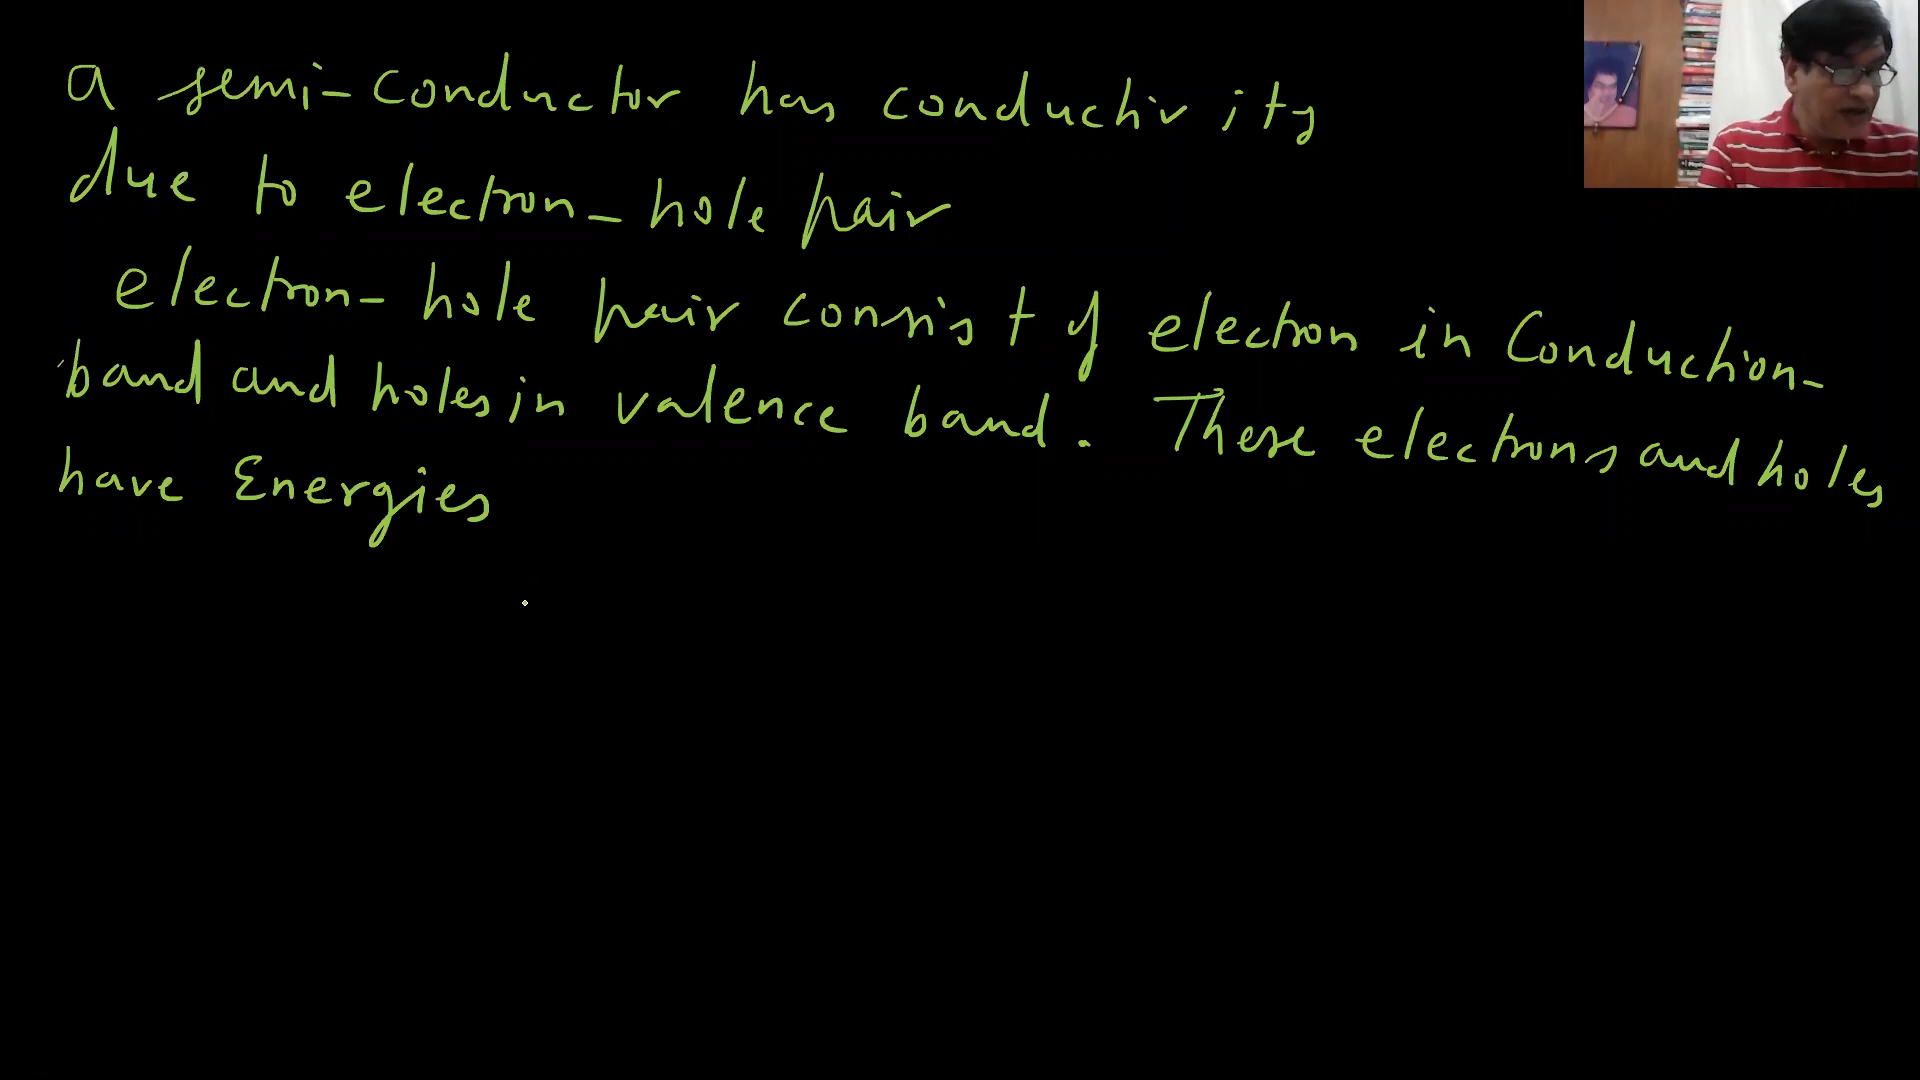 a semi-conductor has conductivity
due to electron-hole pair
electron-hole pair consist of electron in Conduction-
band and holes in valence band. These electrons and holes
have Energies